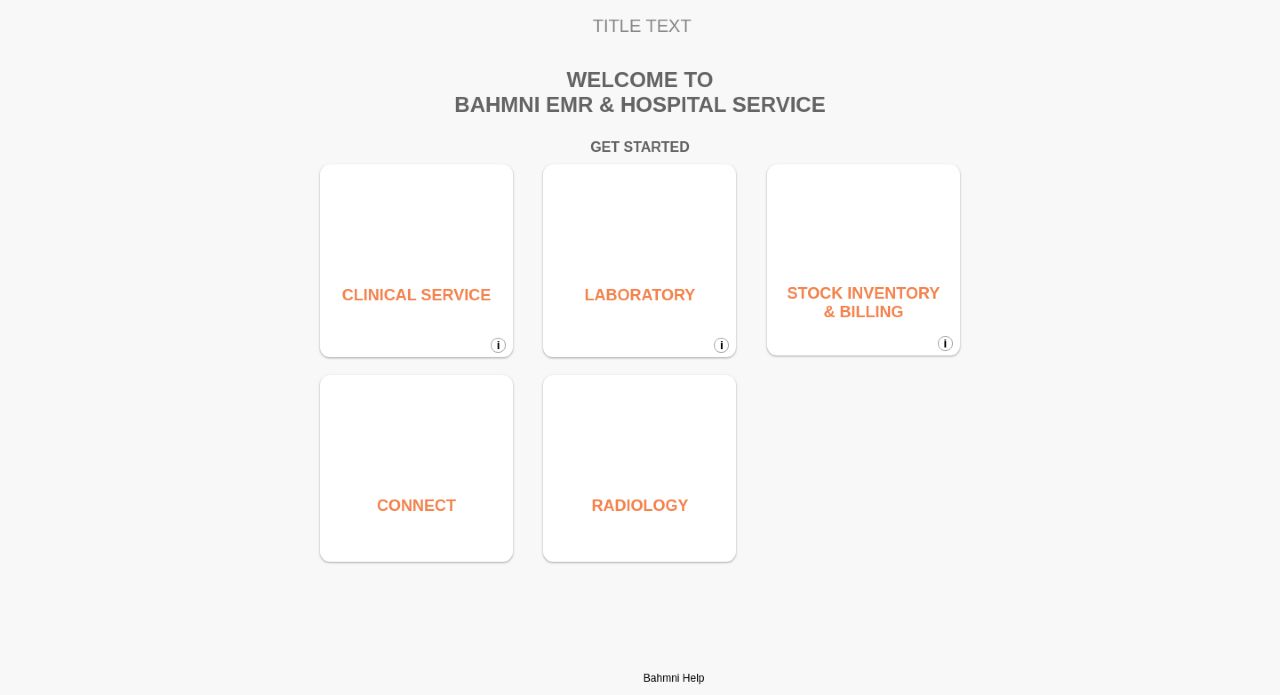 TITLE TEXT
WELCOME TO
BAHMNI EMR & HOSPITAL SERVICE
GET STARTED
CLINICAL SERVICE
i
LABORATORY
i
STOCK INVENTORY
& BILLING
i
CONNECT
RADIOLOGY
Bahmni Help